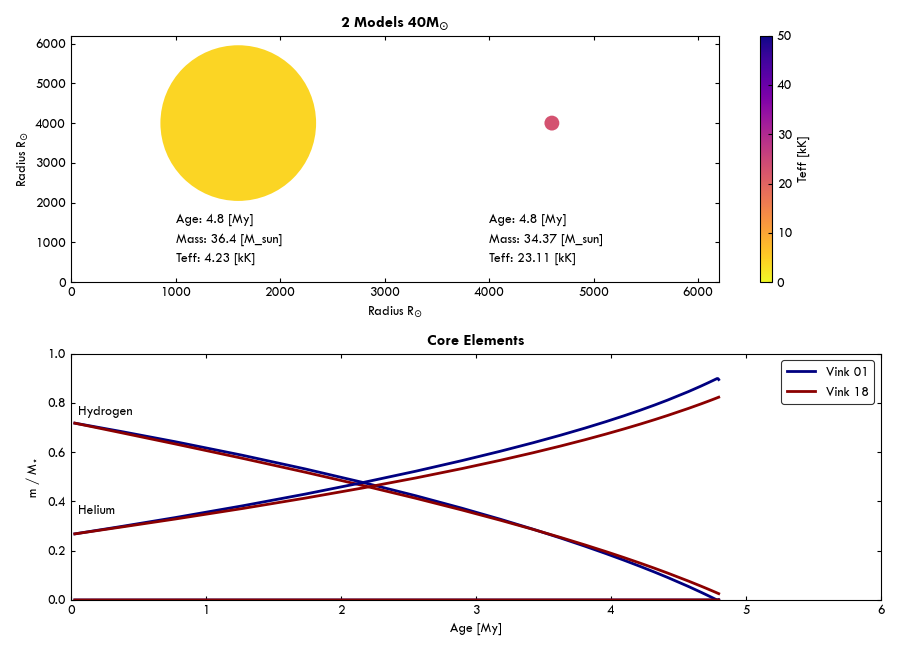 2 Models 40M⊙
6000
5000
4000
3000
2000
1000
0
Radius R⊙
Age: 4.8 [My]
Mass: 36.4 [M_sun]
Teff: 4.23 [kK]
Age: 4.8 [My]
Mass: 34.37 [M_sun]
Teff: 23.11 [kK]
0 1000 2000 3000 4000 5000 6000
Radius R⊙
50
40
30
20
10
0
Teff [kK]
Core Elements
1.0
0.8
0.6
0.4
0.2
0.0
m / M⋆
Hydrogen
Helium
Vink 01
Vink 18
0 1 2 3 4 5 6
Age [My]